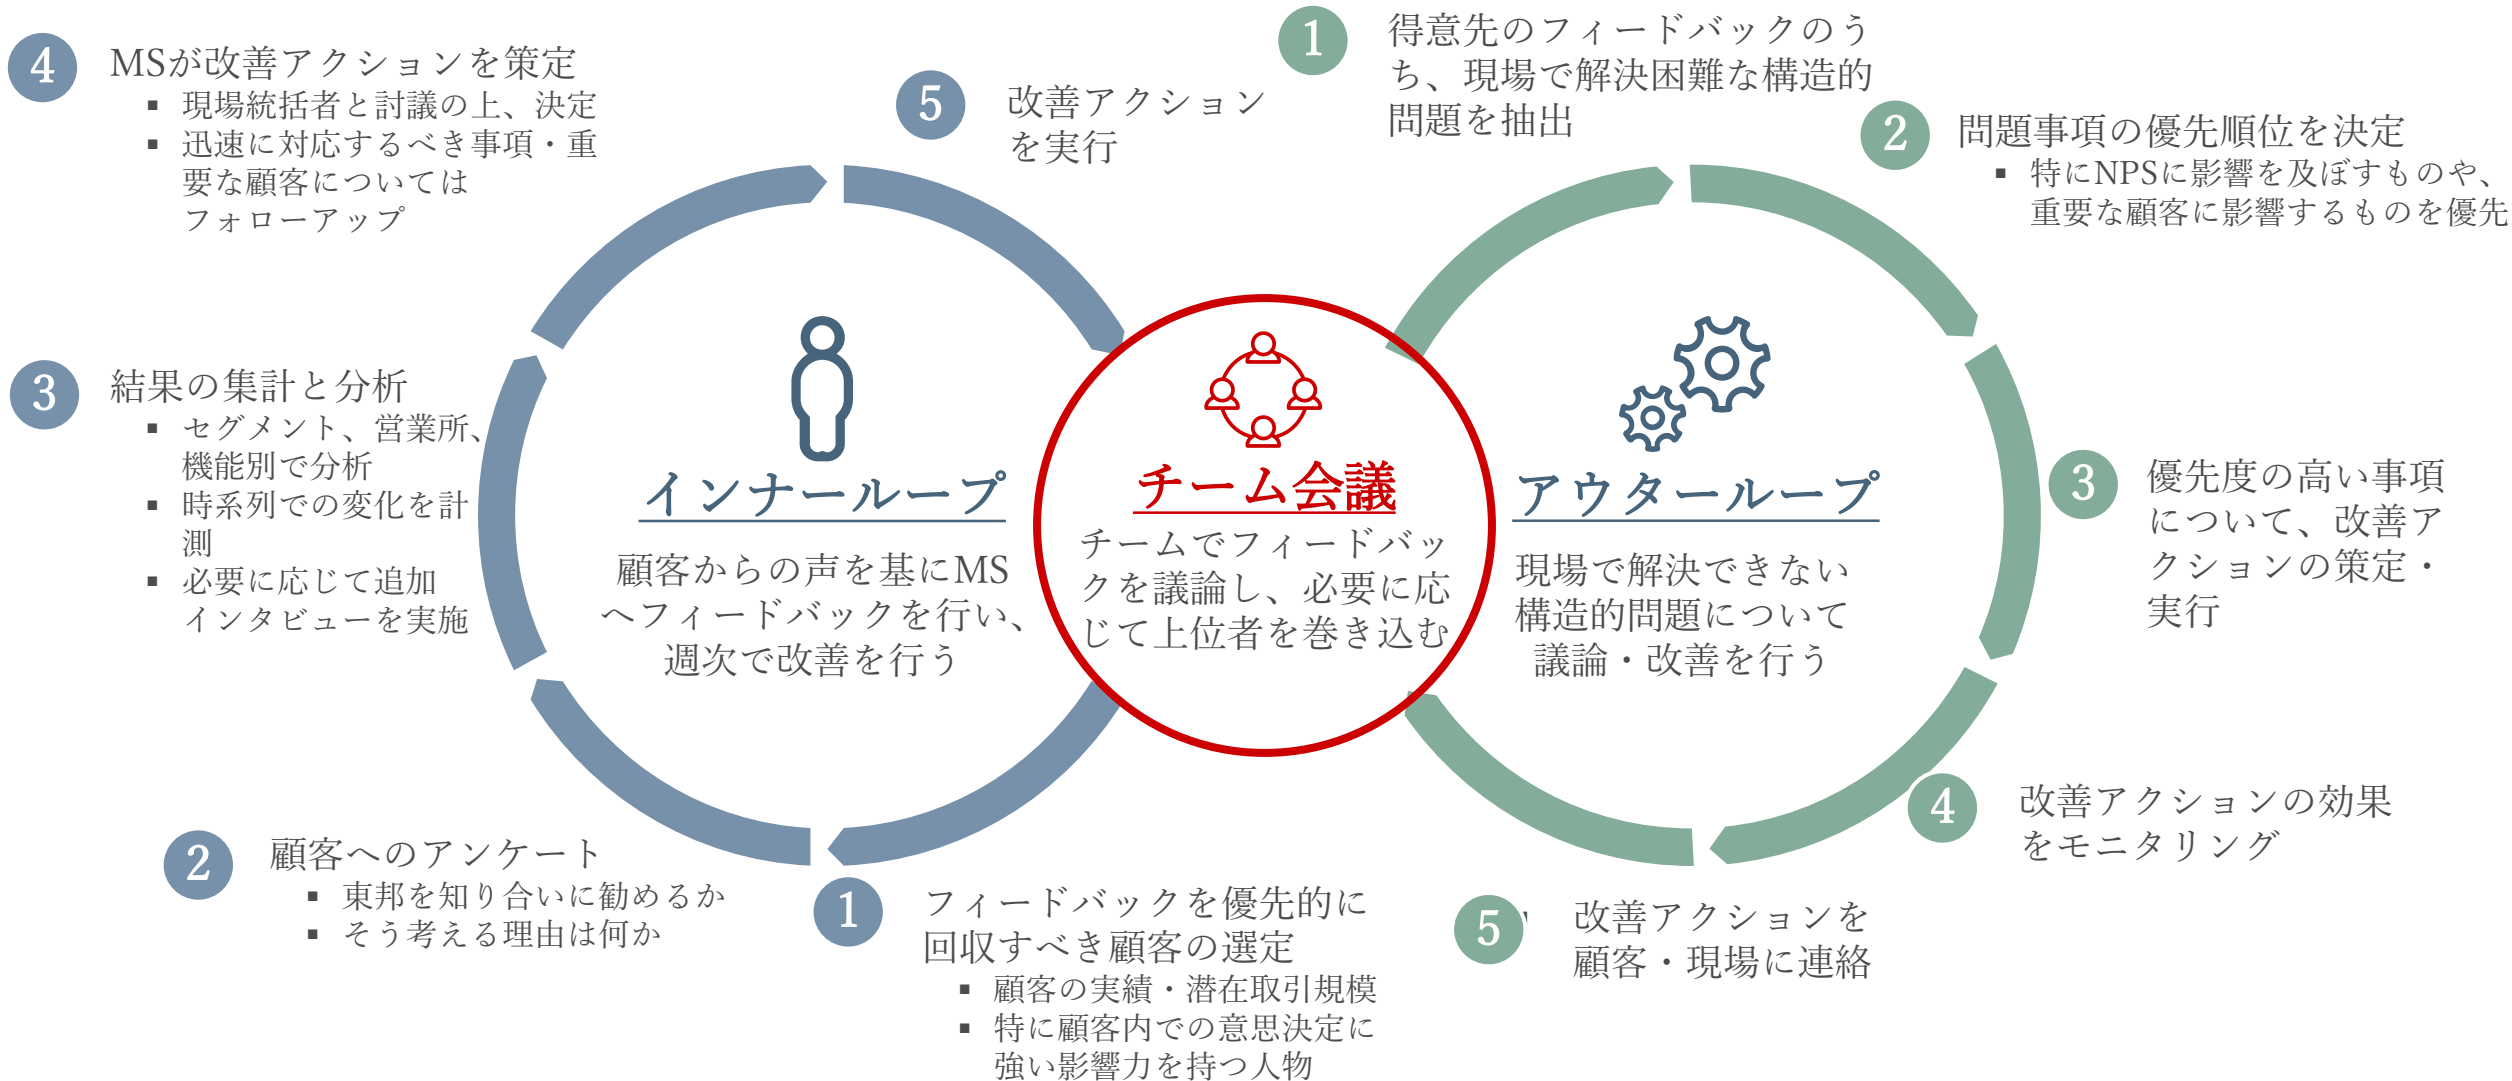 4
MSが改善アクションを策定
▪ 現場統括者と討議の上、決定
▪ 迅速に対応するべき事項・重
要な顧客については
フォローアップ
5
改善アクション
を実行
3
結果の集計と分析
▪ セグメント、営業所、
機能別で分析
▪ 時系列での変化を計
測
▪ 必要に応じて追加
インタビューを実施
インナーループ
顧客からの声を基にMS
へフィードバックを行い、
週次で改善を行う
2
顧客へのアンケート
▪ 東邦を知り合いに勧めるか
▪ そう考える理由は何か
1
フィードバックを優先的に
回収すべき顧客の選定
▪ 顧客の実績・潜在取引規模
▪ 特に顧客内での意思決定に
強い影響力を持つ人物
チーム会議
チームでフィードバッ
クを議論し、必要に応
じて上位者を巻き込む
1
得意先のフィードバックのう
ち、現場で解決困難な構造的
問題を抽出
2
問題事項の優先順位を決定
▪ 特にNPSに影響を及ぼすものや、
重要な顧客に影響するものを優先
アウターループ
現場で解決できない
構造的問題について
議論・改善を行う
3
優先度の高い事項
について、改善ア
クションの策定・
実行
4
改善アクションの効果
をモニタリング
5
改善アクションを
顧客・現場に連絡